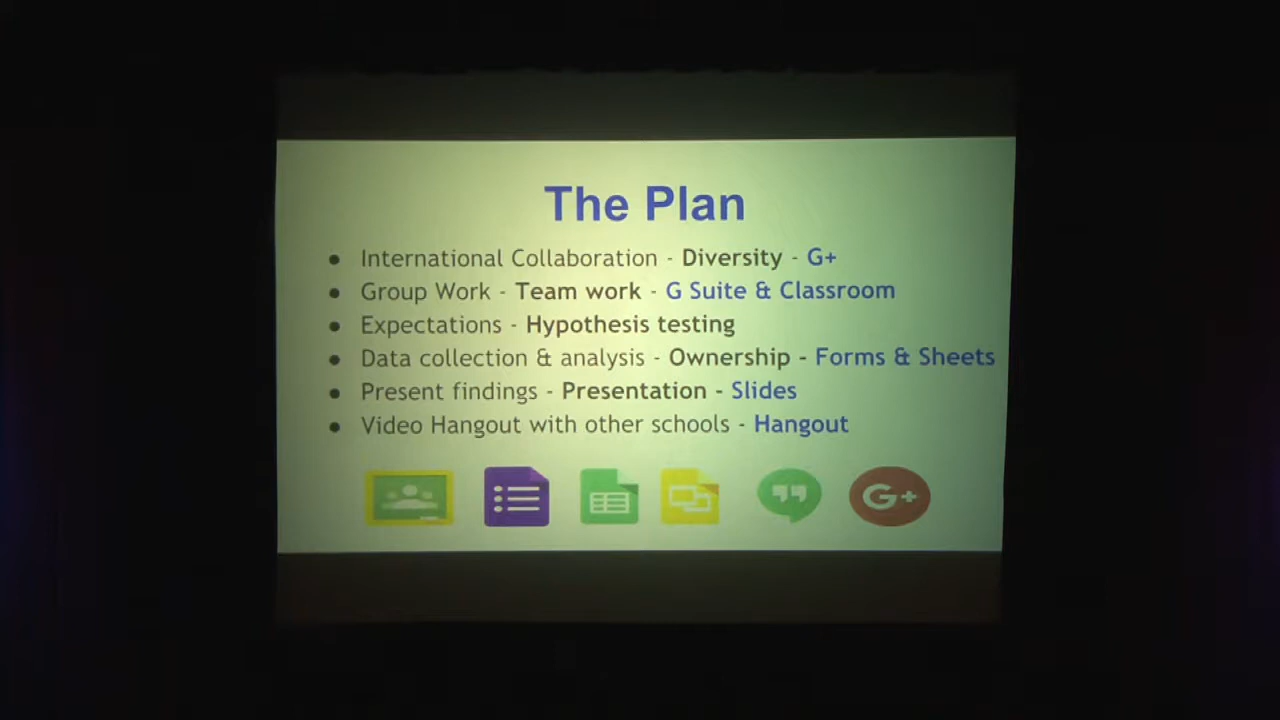 The Plan
● International Collaboration - Diversity - G+
● Group Work - Team work - G Suite & Classroom
● Expectations - Hypothesis testing
● Data collection & analysis - Ownership - Forms & Sheets
● Present findings - Presentation - Slides
● Video Hangout with other schools - Hangout
G+